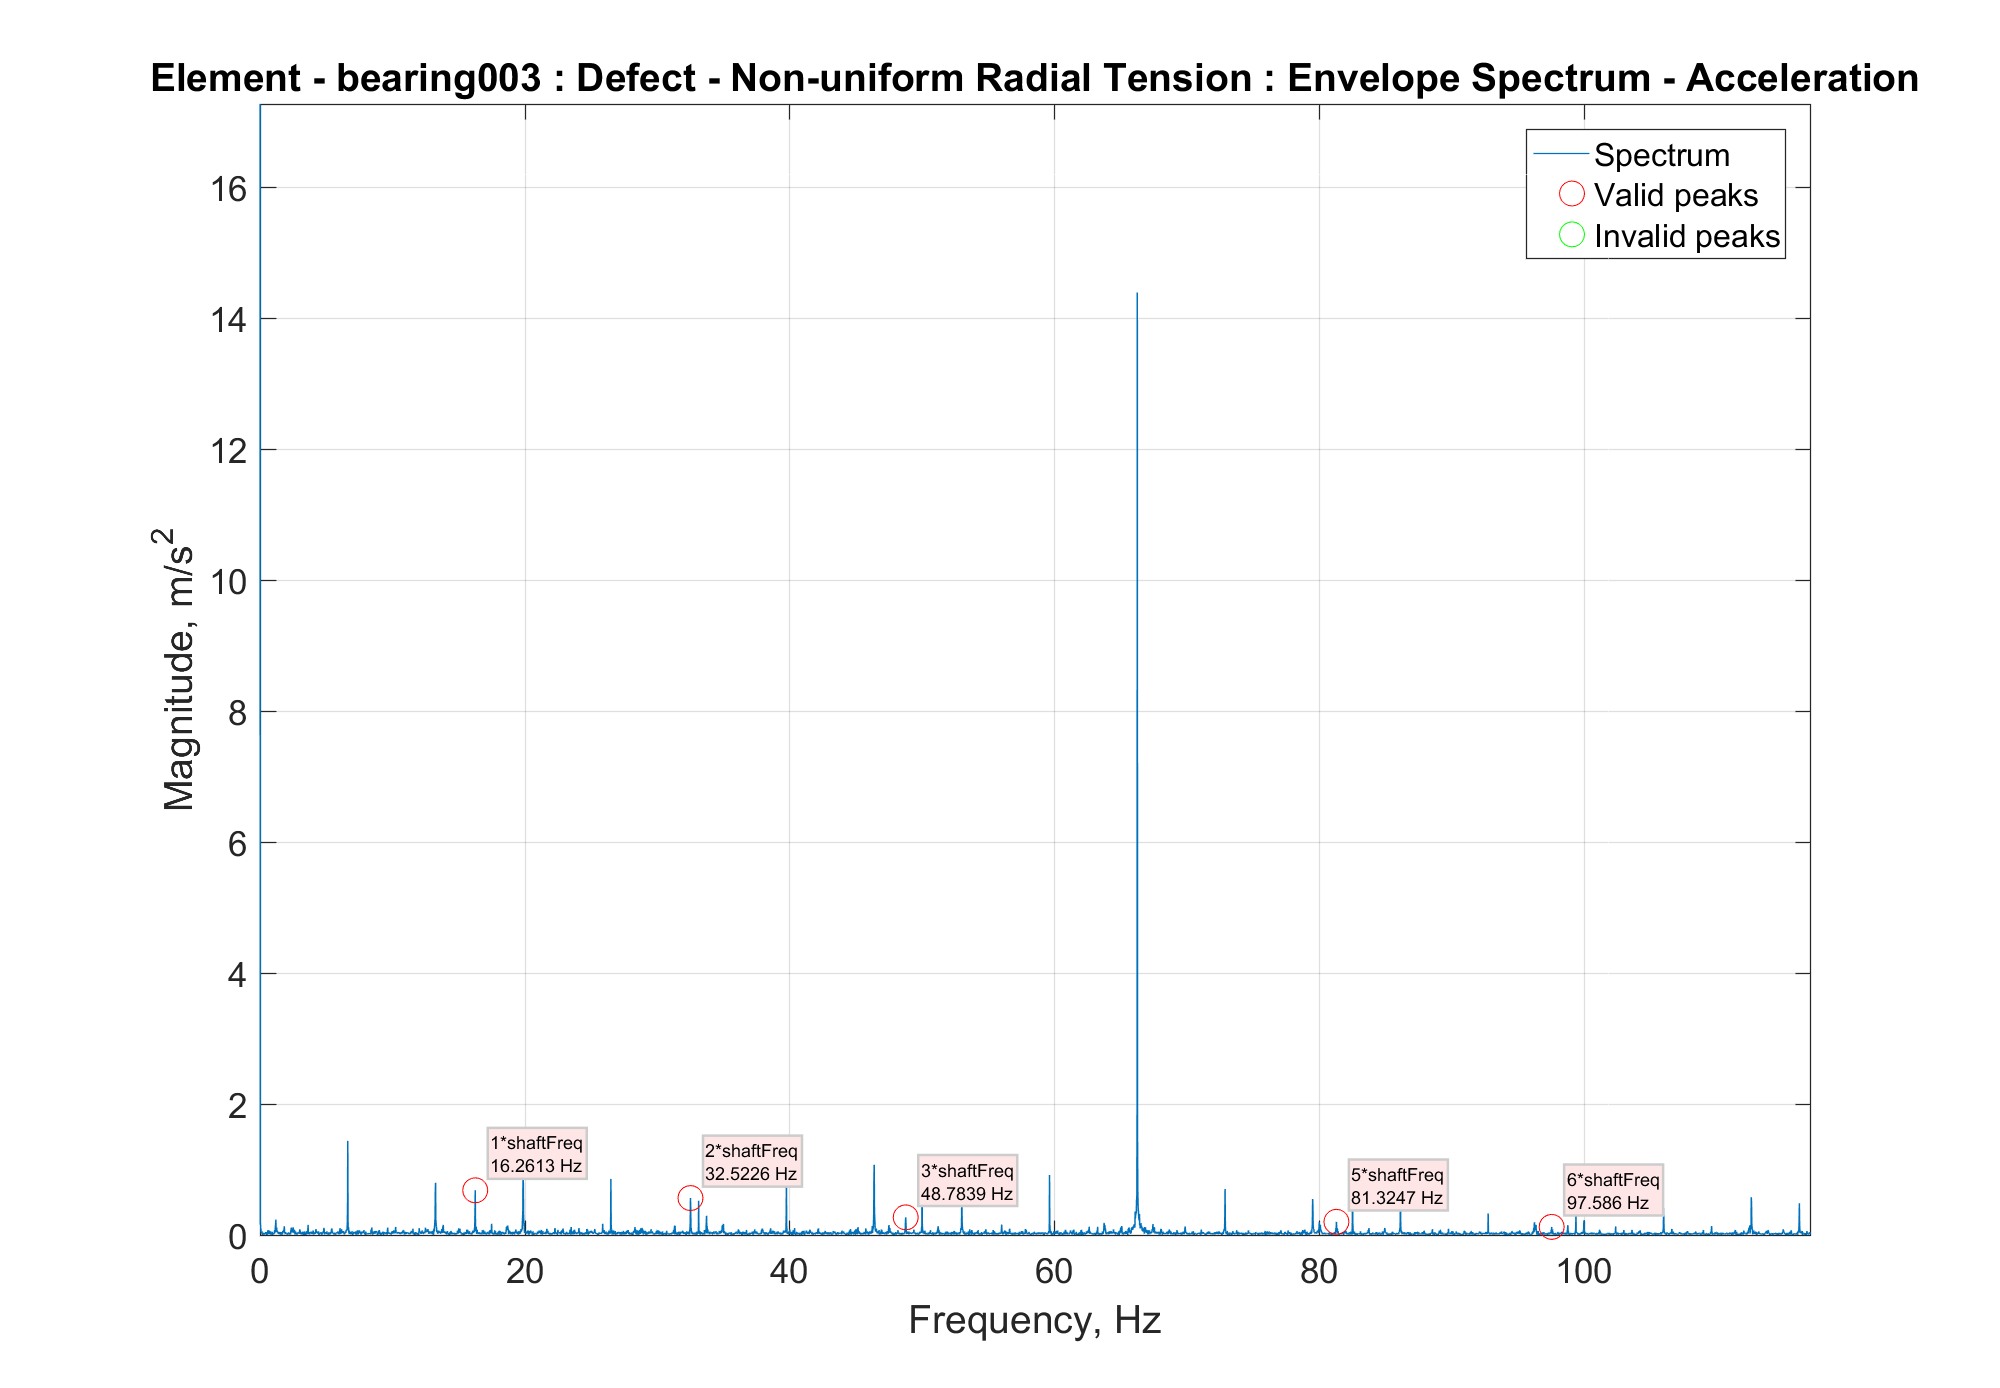 Element - bearing003 : Defect - Non-uniform Radial Tension : Envelope Spectrum - Acceleration
Spectrum
Valid peaks
Invalid peaks
16
14
12
10
8
6
4
2
0
Magnitude, m/s²
1*shaftFreq
16.2613 Hz
2*shaftFreq
32.5226 Hz
3*shaftFreq
48.7839 Hz
5*shaftFreq
81.3247 Hz
6*shaftFreq
97.586 Hz
0 20 40 60 80 100
Frequency, Hz